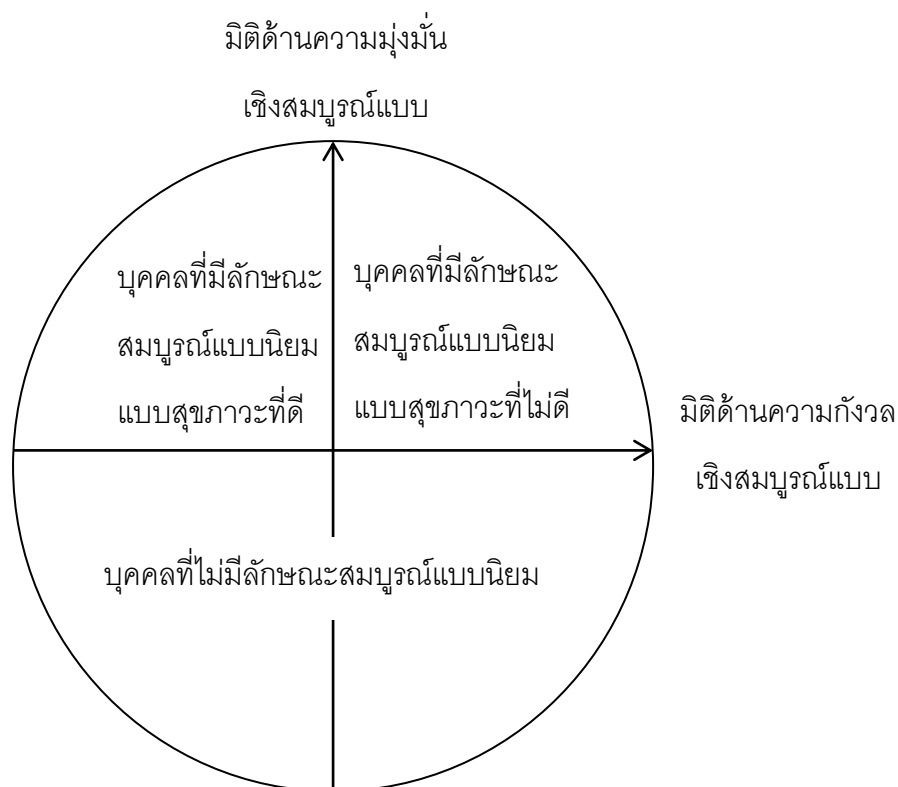 มิติด้านความมุ่งมั่น
เชิงสมบูรณ์แบบ
บุคคลที่มีลักษณะ
สมบูรณ์แบบนิยม
แบบสุขภาวะที่ดี
บุคคลที่มีลักษณะ
สมบูรณ์แบบนิยม
แบบสุขภาวะที่ไม่ดี
มิติด้านความกังวล
เชิงสมบูรณ์แบบ
บุคคลที่ไม่มีลักษณะสมบูรณ์แบบนิยม